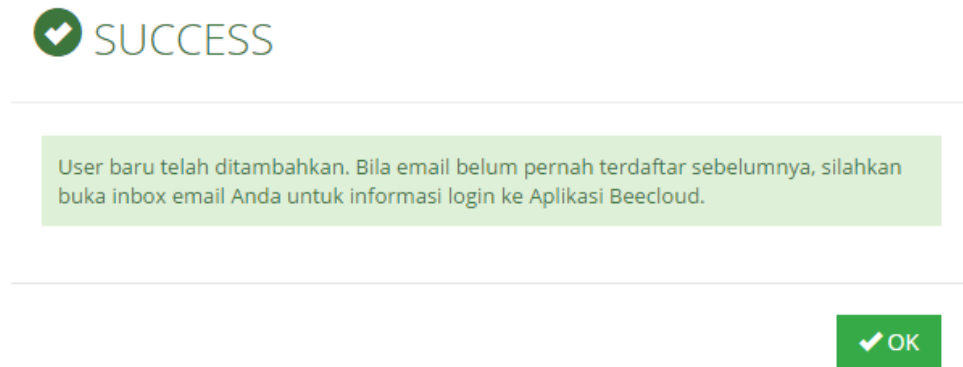 SUCCESS
User baru telah ditambahkan. Bila email belum pernah terdaftar sebelumnya, silahkan
buka inbox email Anda untuk informasi login ke Aplikasi Beecloud.
OK